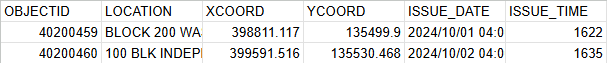 OBJECTID LOCATION XCOORD YCOORD ISSUE_DATE ISSUE_TIME
40200459 BLOCK 200 WA 398811.117 135499.9 2024/10/01 04:0 1622
40200460 100 BLK INDEP 399591.516 135530.468 2024/10/02 04:0 1635